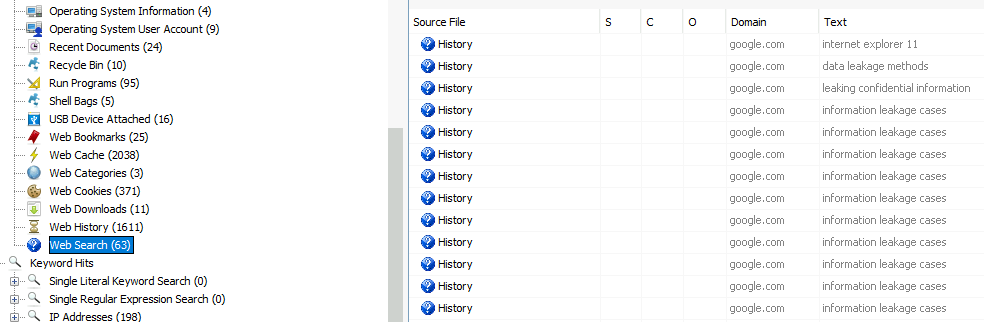 Operating System Information (4)
Operating System User Account (9)
Recent Documents (24)
Recycle Bin (10)
Run Programs (95)
Shell Bags (5)
USB Device Attached (16)
Web Bookmarks (25)
Web Cache (2038)
Web Categories (3)
Web Cookies (371)
Web Downloads (11)
Web History (1611)
Web Search (63)
Keyword Hits
Single Literal Keyword Search (0)
Single Regular Expression Search (0)
IP Addresses (198)
Source File S C O Domain Text
History google.com internet explorer 11
History google.com data leakage methods
History google.com leaking confidential information
History google.com information leakage cases
History google.com information leakage cases
History google.com information leakage cases
History google.com information leakage cases
History google.com information leakage cases
History google.com information leakage cases
History google.com information leakage cases
History google.com information leakage cases
History google.com information leakage cases
History google.com information leakage cases